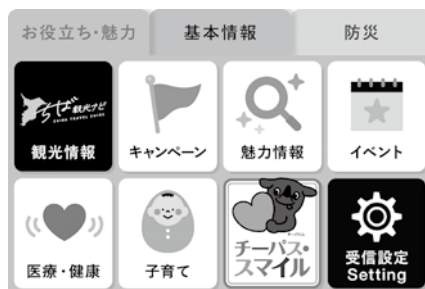 お役立ち・魅力
基本情報
防災
ちば観光ナビ
CHIBA TRAVEL GUIDE
観光情報
キャンペーン
魅力情報
イベント
医療・健康
子育て
チーパス・
スマイル
受信設定
Setting